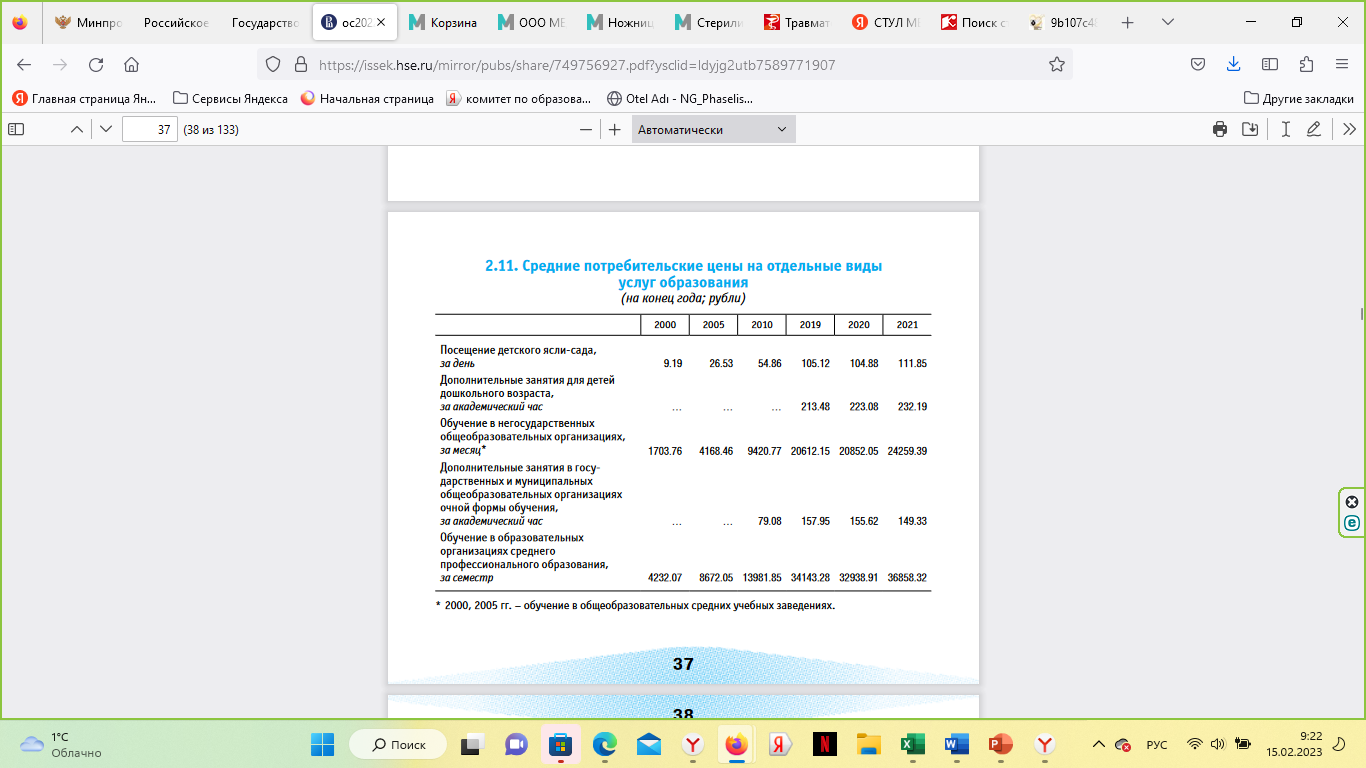 Минпро
Российское
Государство
ос202
Корзина
ООО МЕ
Ножниц
Стерили
Травмат
СТУЛ МЕ
Поиск с
9b107c48
https://issek.hse.ru/mirror/pubs/share/749756927.pdf?ysclid=ldyjg2utb7589771907
Главная страница Ян...
Сервисы Яндекса
Начальная страница
комитет по образова...
Otel Adı - NG_Phaselis...
Другие закладки
37 (38 из 133)
Автоматически
2.11. Средние потребительские цены на отдельные виды
услуг образования
(на конец года; рубли)
2000 2005 2010 2019 2020 2021
Посещение детского ясли-сада,
за день 9.19 26.53 54.86 105.12 104.88 111.85
Дополнительные занятия для детей
дошкольного возраста,
за академический час ... ... ... 213.48 223.08 232.19
Обучение в негосударственных
общеобразовательных организациях,
за месяц* 1703.76 4168.46 9420.77 20612.15 20852.05 24259.39
Дополнительные занятия в госу-
дарственных и муниципальных
общеобразовательных организациях
очной формы обучения,
за академический час ... ... 79.08 157.95 155.62 149.33
Обучение в образовательных
организациях среднего
профессионального образования,
за семестр 4232.07 8672.05 13981.85 34143.28 32938.91 36858.32
* 2000, 2005 гг. – обучение в общеобразовательных средних учебных заведениях.
37
38
1°C
Облачно
Поиск
РУС
9:22
15.02.2023